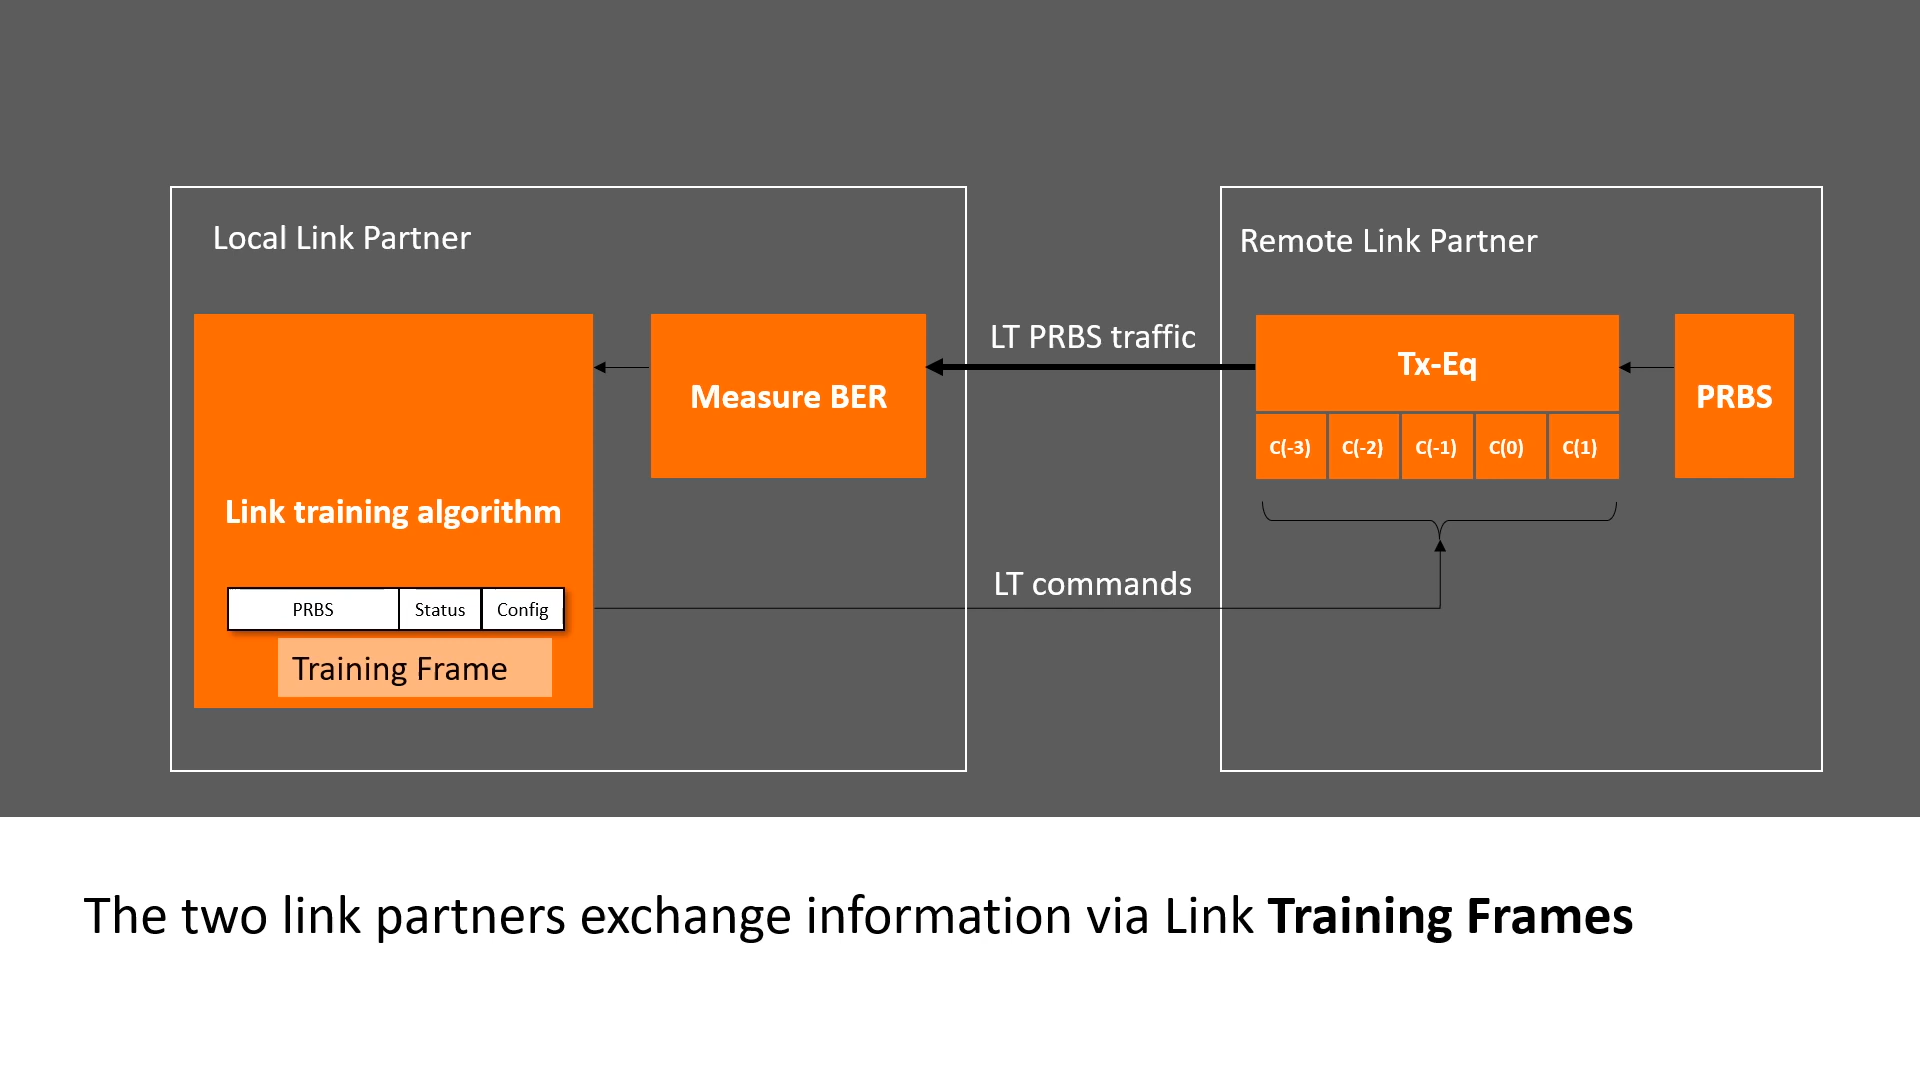 Local Link Partner
Remote Link Partner
LT PRBS traffic
Tx-Eq
Measure BER
PRBS
C(-3) C(-2) C(-1) C(0) C(1)
Link training algorithm
LT commands
PRBS Status Config
Training Frame
The two link partners exchange information via Link Training Frames